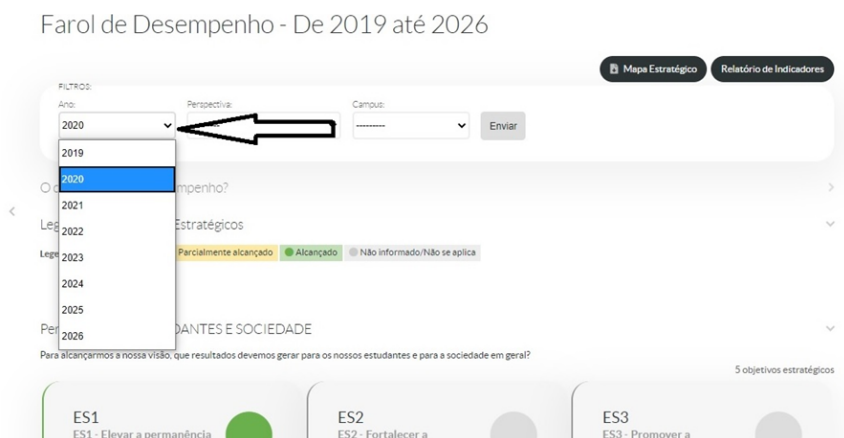 Farol de Desempenho - De 2019 até 2026
Mapa Estratégico
Relatório de Indicadores
FILTROS:
Ano:
Perspectiva:
Campus:
2020
---------
Enviar
2019
2020
2021
2022
2023
2024
2025
2026
O
mpenho?
Leg
Estratégicos
Lege
Parcialmente alcançado
Alcançado
Não informado/Não se aplica
Per
DANTES E SOCIEDADE
Para alcançarmos a nossa visão, que resultados devemos gerar para os nossos estudantes e para a sociedade em geral?
5 objetivos estratégicos
ES1
ES1 - Elevar a permanência
ES2
ES2 - Fortalecer a
ES3
ES3 - Promover a